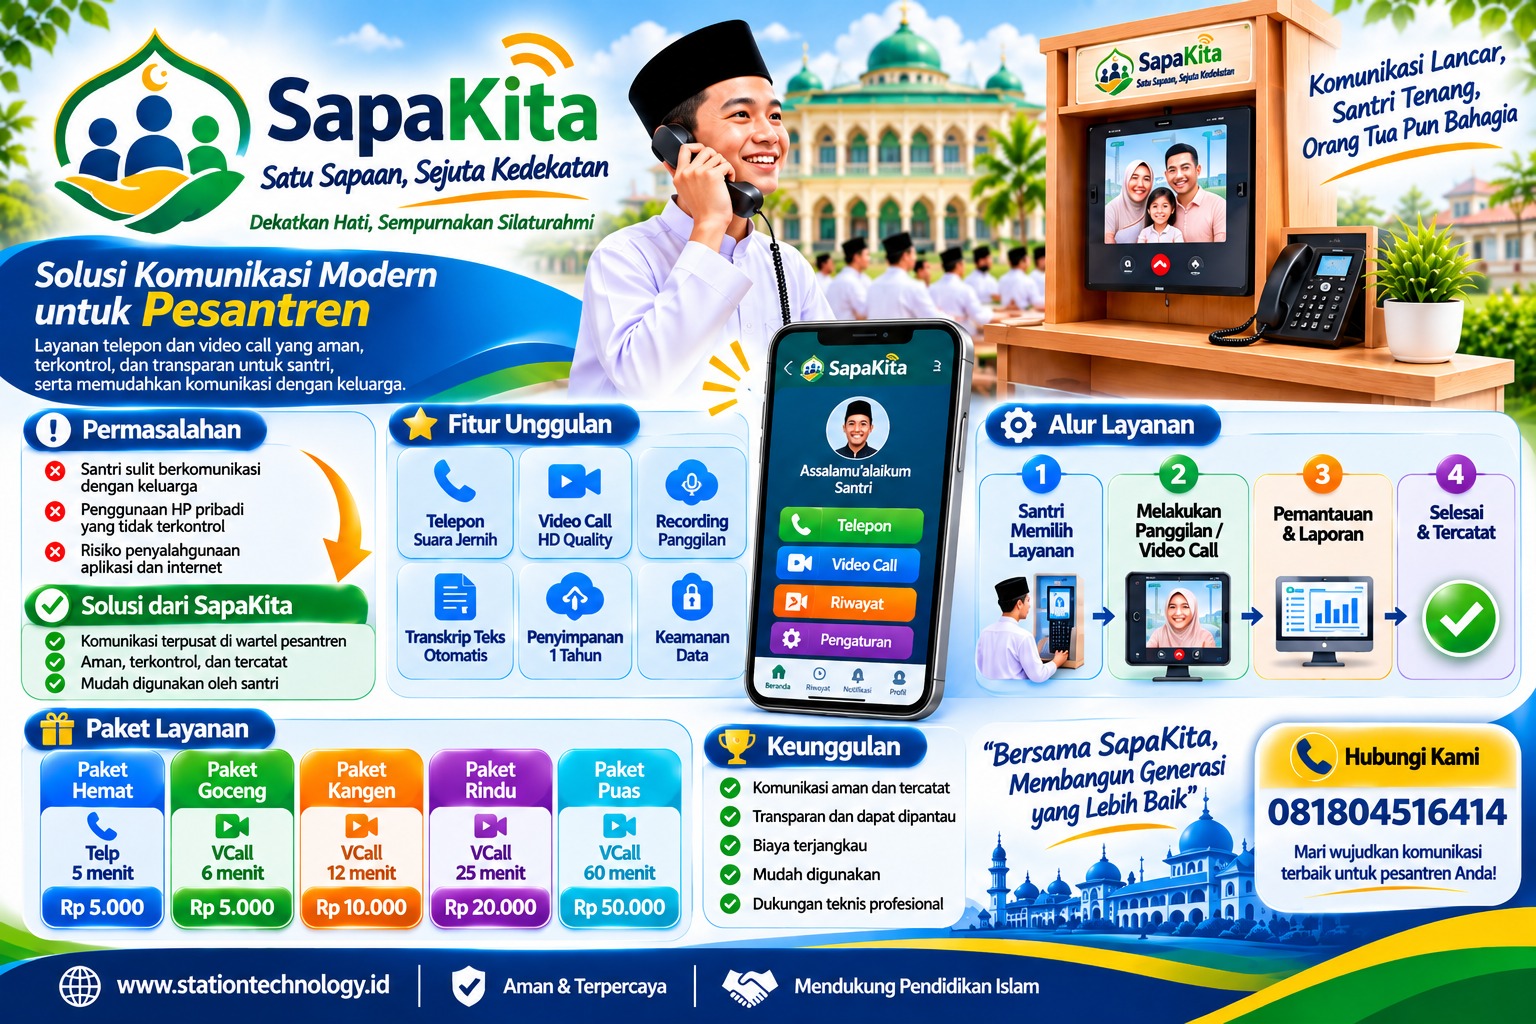 SapaKita
Satu Sapaan, Sejuta Kedekatan
Dekatkan Hati, Sempurnakan Silaturahmi
SapaKita
Satu Sapaan, Sejuta Kedekatan
Komunikasi Lancar,
Santri Tenang,
Orang Tua Pun Bahagia
Solusi Komunikasi Modern
untuk Pesantren
Layanan telepon dan video call yang aman,
terkontrol, dan transparan untuk santri,
serta memudahkan komunikasi dengan keluarga.
Permasalahan
Santri sulit berkomunikasi
dengan keluarga
Penggunaan HP pribadi
yang tidak terkontrol
Risiko penyalahgunaan
aplikasi dan internet
Solusi dari SapaKita
Komunikasi terpusat di wartel pesantren
Aman, terkontrol, dan tercatat
Mudah digunakan oleh santri
Fitur Unggulan
Telepon
Suara Jernih
Video Call
HD Quality
Recording
Panggilan
Transkrip Teks
Otomatis
Penyimpanan
1 Tahun
Keamanan
Data
SapaKita
Assalamu'alaikum
Santri
Telepon
Video Call
Riwayat
Pengaturan
Beranda
Riwayat
Notifikasi
Profil
Alur Layanan
1
Santri
Memilih
Layanan
2
Melakukan
Panggilan /
Video Call
3
Pemantauan
& Laporan
4
Selesai
& Tercatat
Paket Layanan
Paket
Hemat
Telp
5 menit
Rp 5.000
Paket
Goceng
VCall
6 menit
Rp 5.000
Paket
Kangen
VCall
12 menit
Rp 10.000
Paket
Rindu
VCall
25 menit
Rp 20.000
Paket
Puas
VCall
60 menit
Rp 50.000
Keunggulan
Komunikasi aman dan tercatat
Transparan dan dapat dipantau
Biaya terjangkau
Mudah digunakan
Dukungan teknis profesional
"Bersama SapaKita,
Membangun Generasi
yang Lebih Baik"
Hubungi Kami
081804516414
Mari wujudkan komunikasi
terbaik untuk pesantren Anda!
www.stationtechnology.id
Aman & Terpercaya
Mendukung Pendidikan Islam